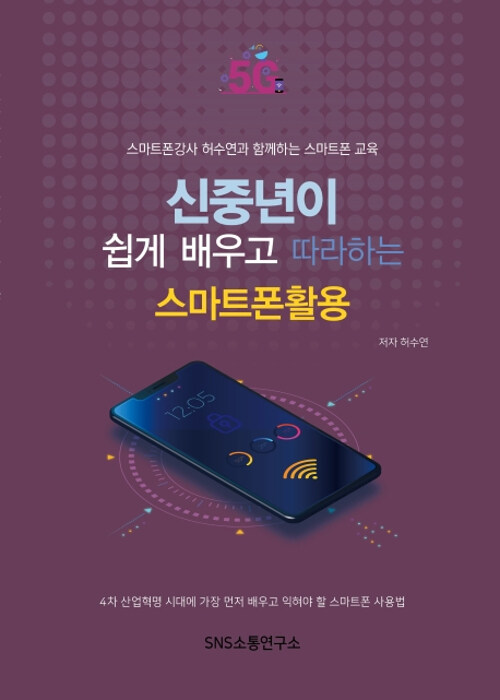 5G
스마트폰강사 허수연과 함께하는 스마트폰 교육
신중년이
쉽게 배우고 따라하는
스마트폰활용
저자 허수연
12:05
4차 산업혁명 시대에 가장 먼저 배우고 익혀야 할 스마트폰 사용법
SNS소통연구소